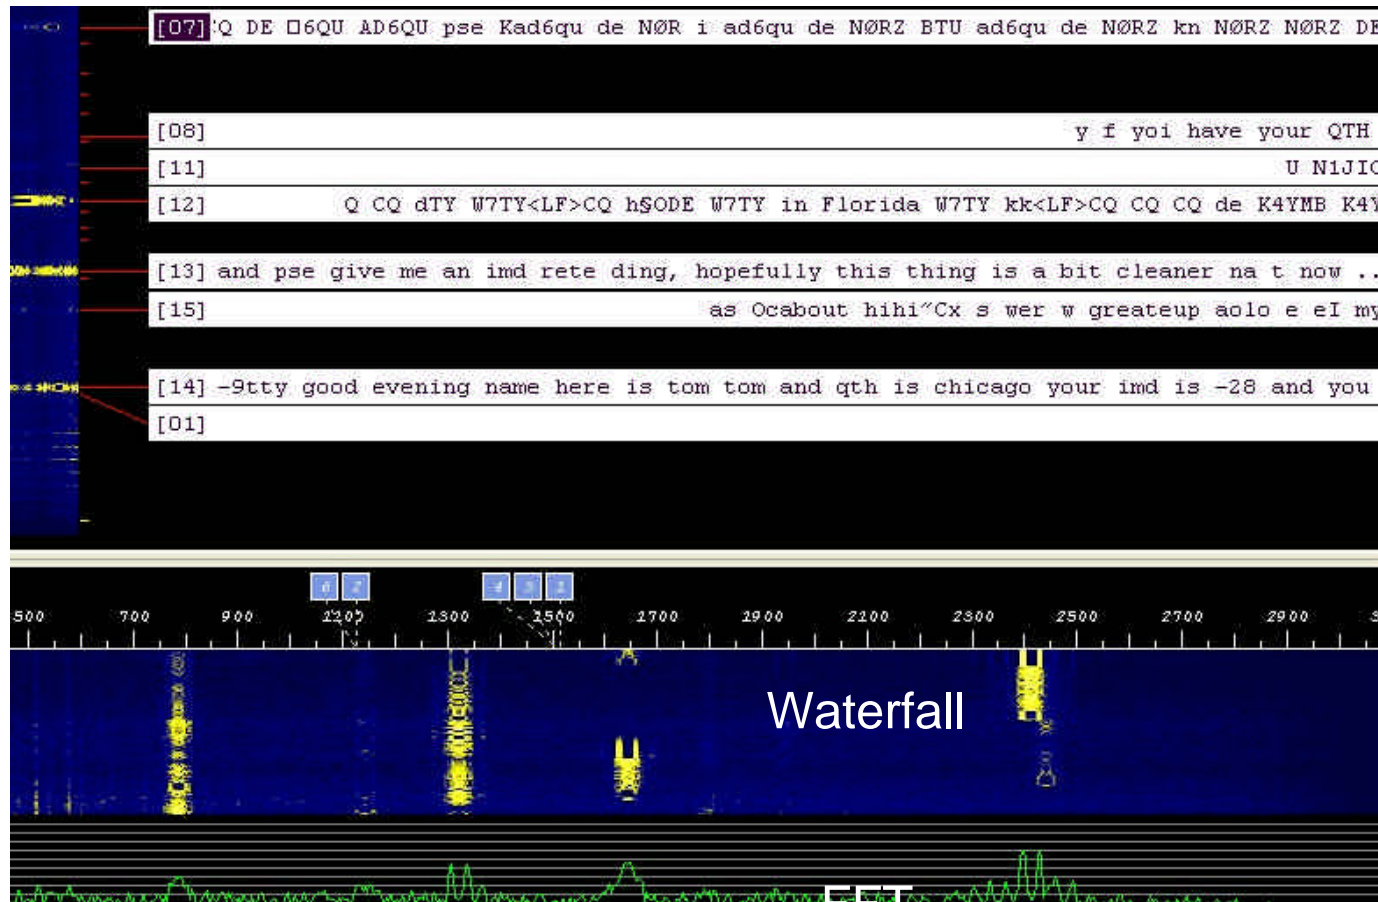 [07] Q DE □6QU AD6QU pse Kad6qu de NØR i ad6qu de NØRZ BTU ad6qu de NØRZ kn NØRZ NØRZ DE
[08] y f yoi have your QTH
[11] U N1JI
[12] Q CQ dTY W7TY<LF>CQ h§ODE W7TY in Florida W7TY kk<LF>CQ CQ CQ de K4YMB K4Y
[13] and pse give me an imd rete ding, hopefully this thing is a bit cleaner na t now ..
[15] as Ocabout hihi″Cx s wer w greateup aolo e eI my
[14] -9tty good evening name here is tom tom and qth is chicago your imd is -28 and you
[01]
500 700 900 1300 1500 1700 1900 2200 2300 2500 2700 2900
Waterfall
FFT